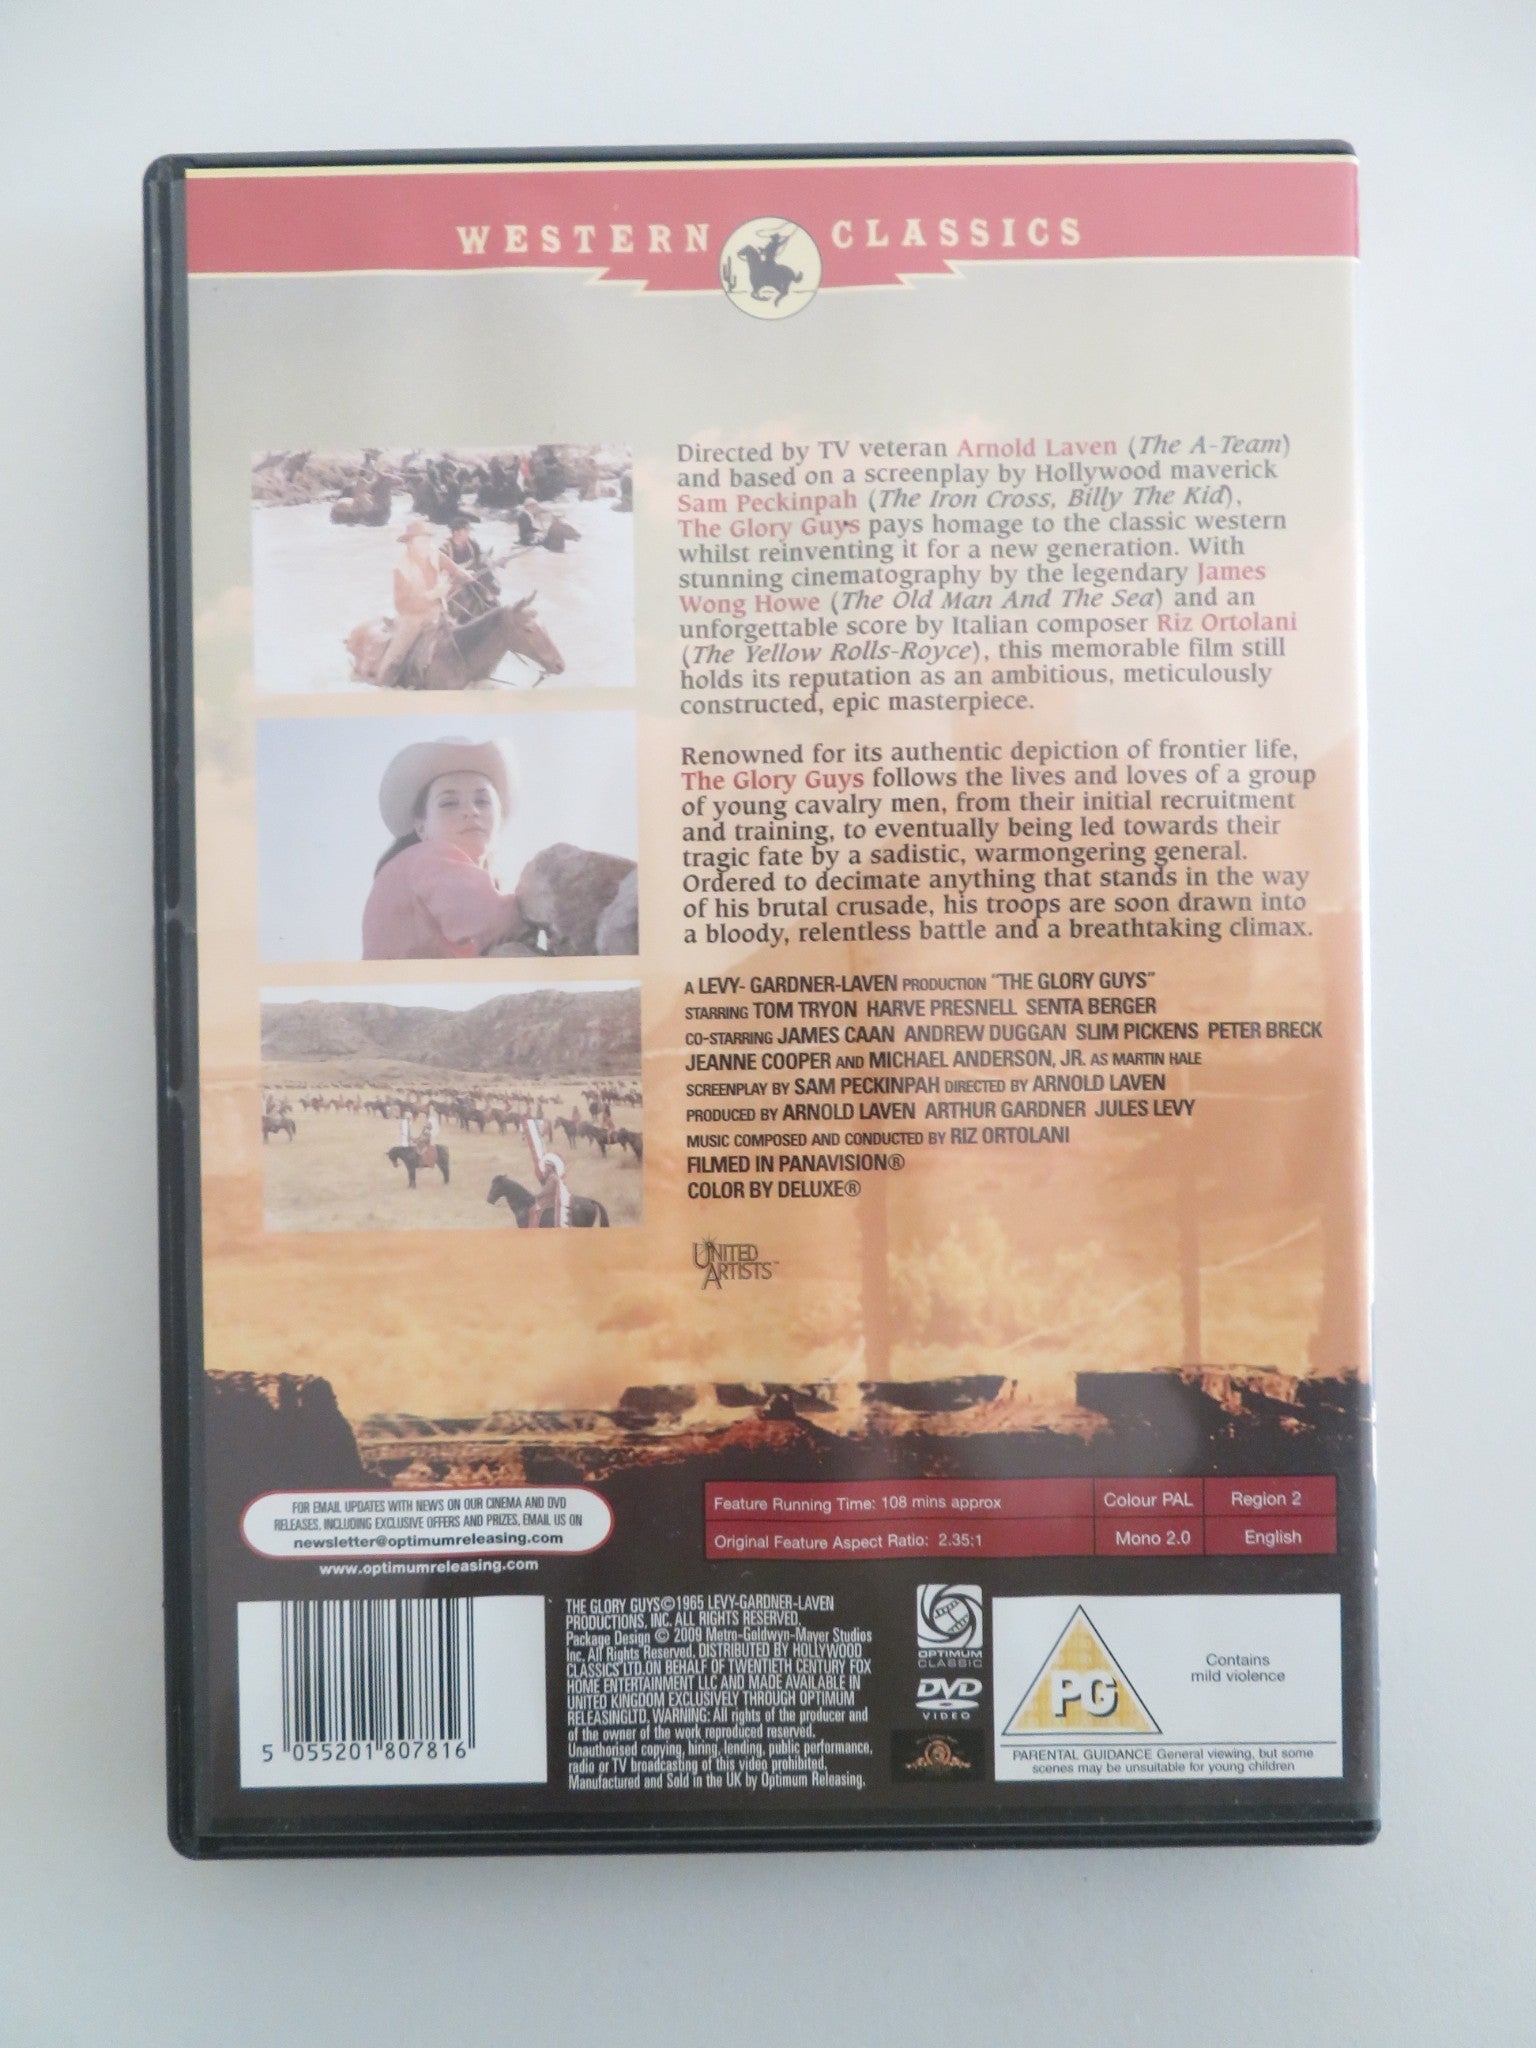 WESTERN CLASSICS
Directed by TV veteran Arnold Laven (The A-Team)
and based on a screenplay by Hollywood maverick
Sam Peckinpah (The Iron Cross, Billy The Kid),
The Glory Guys pays homage to the classic western
whilst reinventing it for a new generation. With
stunning cinematography by the legendary James
Wong Howe (The Old Man And The Sea) and an
unforgettable score by Italian composer Riz Ortolani
(The Yellow Rolls-Royce), this memorable film still
holds its reputation as an ambitious, meticulously
constructed, epic masterpiece.
Renowned for its authentic depiction of frontier life,
The Glory Guys follows the lives and loves of a group
of young cavalry men, from their initial recruitment
and training, to eventually being led towards their
tragic fate by a sadistic, warmongering general.
Ordered to decimate anything that stands in the way
of his brutal crusade, his troops are soon drawn into
a bloody, relentless battle and a breathtaking climax.
A LEVY- GARDNER-LAVEN PRODUCTION "THE GLORY GUYS"
STARRING TOM TRYON HARVE PRESNELL SENTA BERGER
CO-STARRING JAMES CAAN ANDREW DUGGAN SLIM PICKENS PETER BRECK
JEANNE COOPER AND MICHAEL ANDERSON, JR. AS MARTIN HALE
SCREENPLAY BY SAM PECKINPAH DIRECTED BY ARNOLD LAVEN
PRODUCED BY ARNOLD LAVEN ARTHUR GARDNER JULES LEVY
MUSIC COMPOSED AND CONDUCTED BY RIZ ORTOLANI
FILMED IN PANAVISION®
COLOR BY DELUXE®
UNITED
ARTISTS™
FOR EMAIL UPDATES WITH NEWS ON OUR CINEMA AND DVD
RELEASES, INCLUDING EXCLUSIVE OFFERS AND PRIZES, EMAIL US ON
newsletter@optimumreleasing.com
www.optimumreleasing.com
Feature Running Time: 108 mins approx
Colour PAL
Region 2
Original Feature Aspect Ratio: 2.35:1
Mono 2.0
English
5 055201 807816
THE GLORY GUYS©1965 LEVY-GARDNER-LAVEN
PRODUCTIONS, INC. ALL RIGHTS RESERVED.
Package Design © 2009 Metro-Goldwyn-Mayer Studios
Inc. All Rights Reserved. DISTRIBUTED BY HOLLYWOOD
CLASSICS LTD.ON BEHALF OF TWENTIETH CENTURY FOX
HOME ENTERTAINMENT LLC AND MADE AVAILABLE IN
UNITED KINGDOM EXCLUSIVELY THROUGH OPTIMUM
RELEASINGLTD. WARNING: All rights of the producer and
of the owner of the work reproduced reserved.
Unauthorised copying, hiring, lending, public performance,
radio or TV broadcasting of this video prohibited.
Manufactured and Sold in the UK by Optimum Releasing.
OPTIMUM
CLASSIC
DVD
VIDEO
PG
Contains
mild violence
PARENTAL GUIDANCE General viewing, but some
scenes may be unsuitable for young children